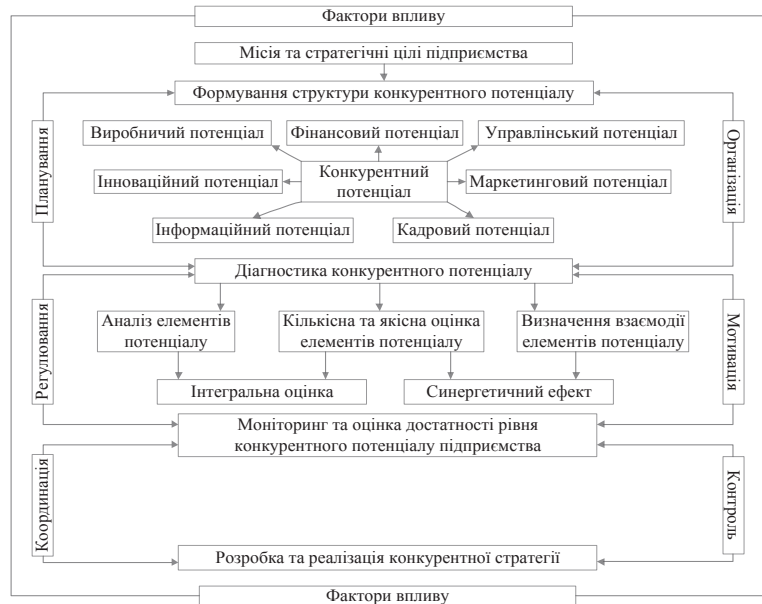 Фактори впливу
Місія та стратегічні цілі підприємства
Формування структури конкурентного потенціалу
Планування
Організація
Виробничий потенціал
Фінансовий потенціал
Управлінський потенціал
Інноваційний потенціал
Конкурентний
потенціал
Маркетинговий потенціал
Інформаційний потенціал
Кадровий потенціал
Діагностика конкурентного потенціалу
Регулювання
Мотивація
Аналіз елементів
потенціалу
Кількісна та якісна оцінка
елементів потенціалу
Визначення взаємодії
елементів потенціалу
Інтегральна оцінка
Синергетичний ефект
Моніторинг та оцінка достатності рівня
конкурентного потенціалу підприємства
Координація
Контроль
Розробка та реалізація конкурентної стратегії
Фактори впливу